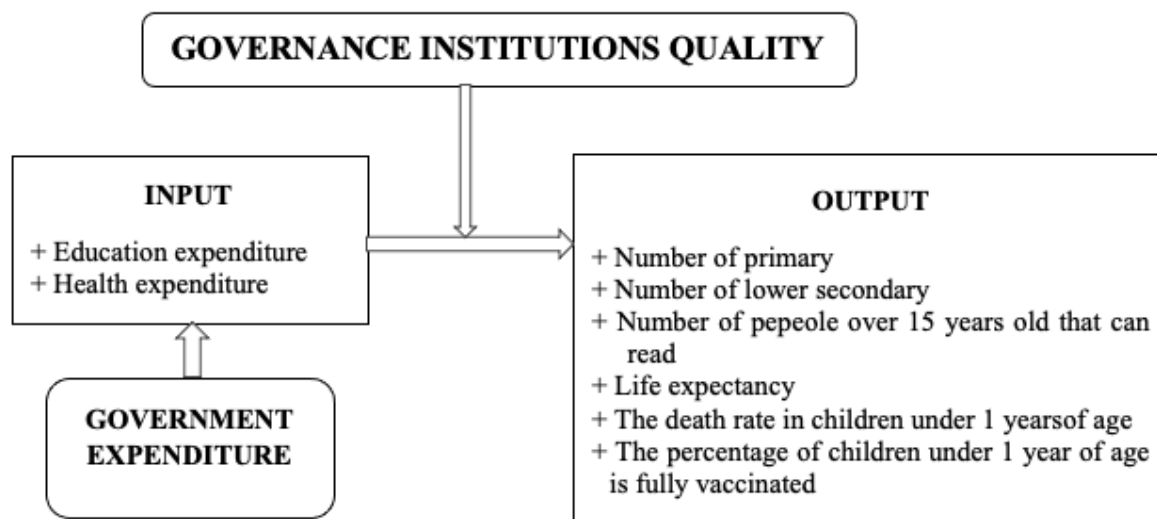 GOVERNANCE INSTITUTIONS QUALITY
INPUT
+ Education expenditure
+ Health expenditure
GOVERNMENT
EXPENDITURE
OUTPUT
+ Number of primary
+ Number of lower secondary
+ Number of pepeole over 15 years old that can
read
+ Life expectancy
+ The death rate in children under 1 yearsof age
+ The percentage of children under 1 year of age
is fully vaccinated